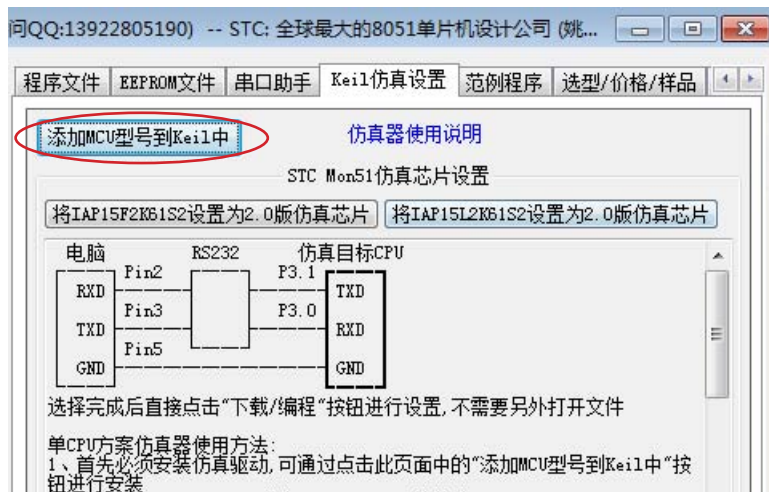 问QQ:13922805190) -- STC: 全球最大的8051单片机设计公司 (姚...
程序文件 EEPROM文件 串口助手 Keil仿真设置 范例程序 选型/价格/样品
添加MCU型号到Keil中 仿真器使用说明
STC Mon51仿真芯片设置
将IAP15F2K61S2设置为2.0版仿真芯片 将IAP15L2K61S2设置为2.0版仿真芯片
电脑 RS232 仿真目标CPU
Pin2 P3.1
RXD TXD
Pin3 P3.0
TXD RXD
Pin5
GND GND
选择完成后直接点击“下载/编程”按钮进行设置,不需要另外打开文件
单CPU方案仿真器使用方法:
1、首先必须安装仿真驱动,可通过点击此页面中的“添加MCU型号到Keil中“按
钮进行安装